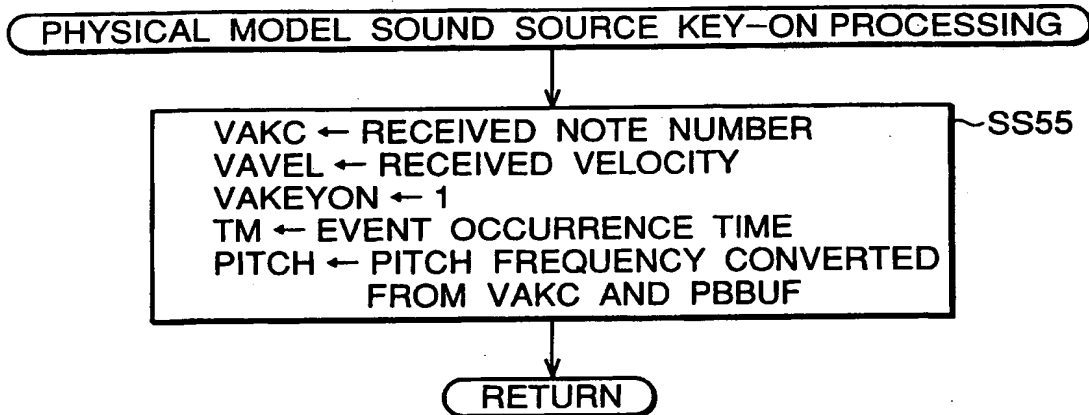 PHYSICAL MODEL SOUND SOURCE KEY-ON PROCESSING
VAKC ← RECEIVED NOTE NUMBER
SS55
VAVEL ← RECEIVED VELOCITY
VAKEYON ← 1
TM ← EVENT OCCURRENCE TIME
PITCH ← PITCH FREQUENCY CONVERTED
FROM VAKC AND PBBUF
RETURN